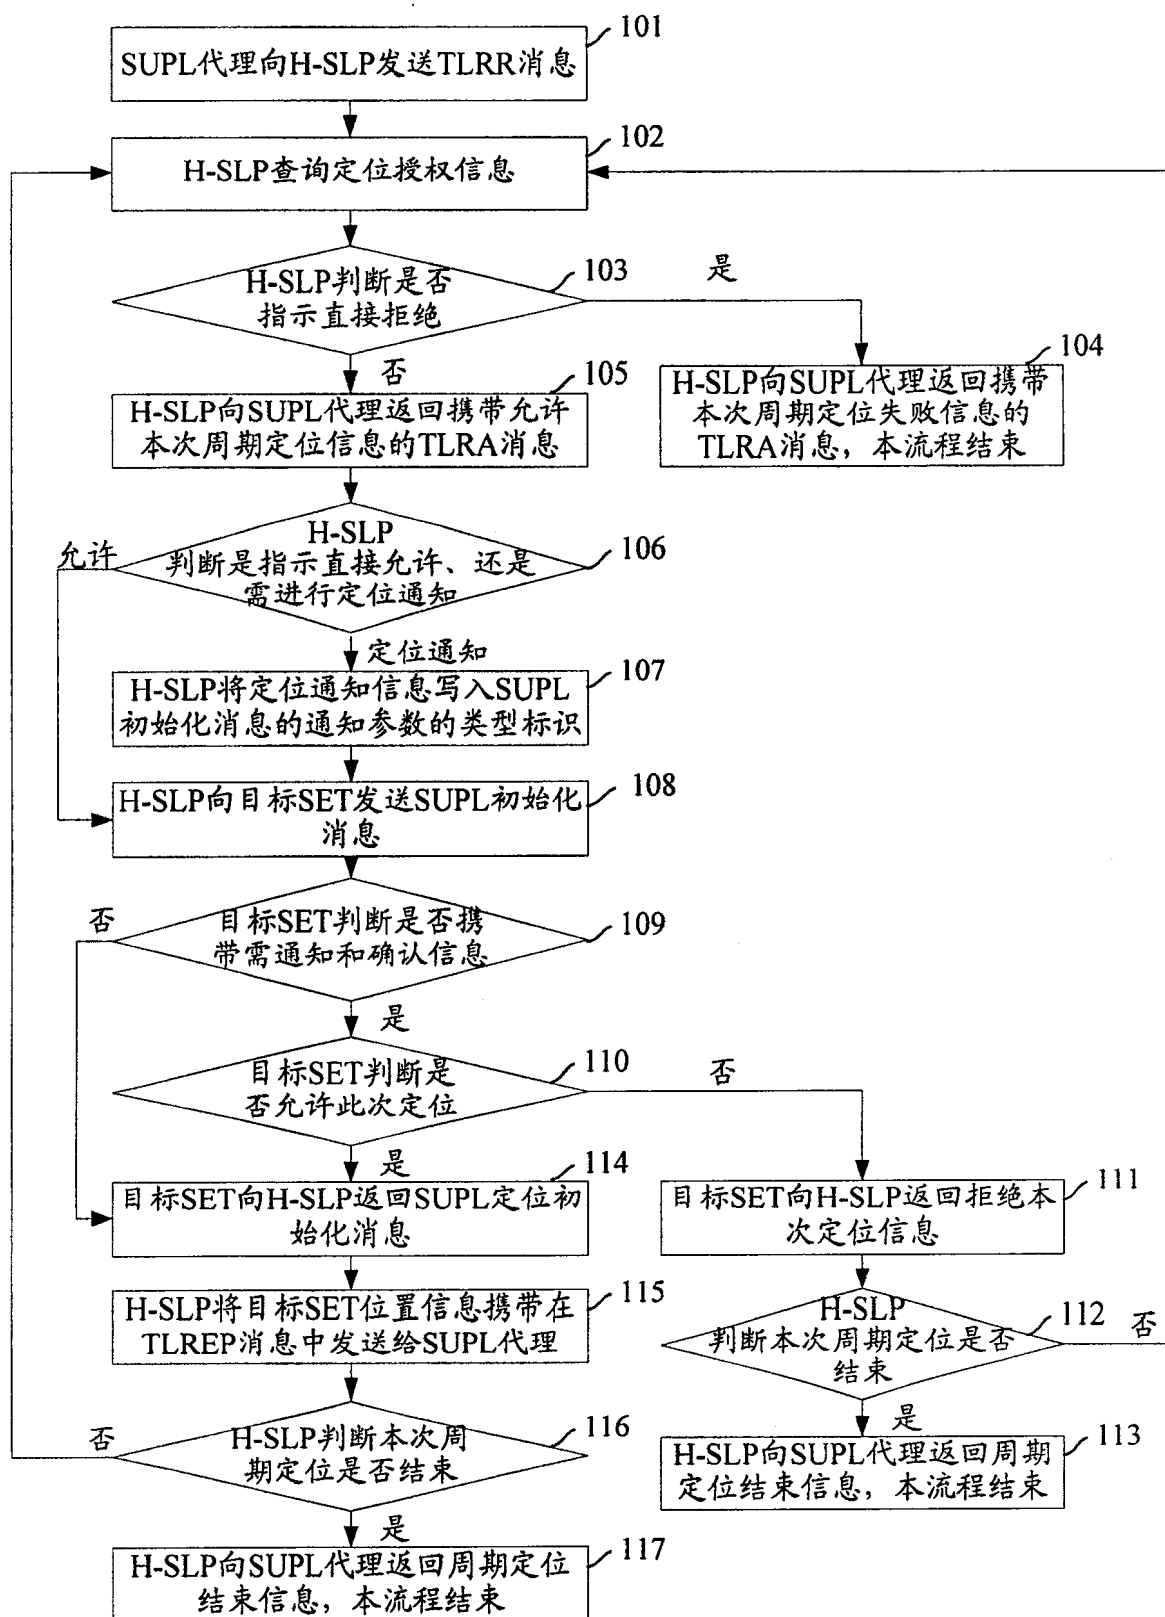 101
SUPL代理向H-SLP发送TLRR消息
102
H-SLP查询定位授权信息
103
是
H-SLP判断是否
指示直接拒绝
否
104
105
H-SLP向SUPL代理返回携带
本次周期定位失败信息的
TLRA消息，本流程结束
H-SLP向SUPL代理返回携带允许
本次周期定位信息的TLRA消息
允许
106
H-SLP
判断是指示直接允许、还是
需进行定位通知
定位通知
107
H-SLP将定位通知信息写入SUPL
初始化消息的通知参数的类型标识
108
H-SLP向目标SET发送SUPL初始化
消息
否
109
目标SET判断是否携
带需通知和确认信息
是
110
否
目标SET判断是
否允许此次定位
是
114
目标SET向H-SLP返回SUPL定位初
始化消息
111
目标SET向H-SLP返回拒绝本
次定位信息
115
H-SLP将目标SET位置信息携带在
TLREP消息中发送给SUPL代理
112
否
H-SLP
判断本次周期定位是否
结束
是
否
116
H-SLP判断本次周
期定位是否结束
是
113
H-SLP向SUPL代理返回周期
定位结束信息，本流程结束
117
H-SLP向SUPL代理返回周期定位
结束信息，本流程结束